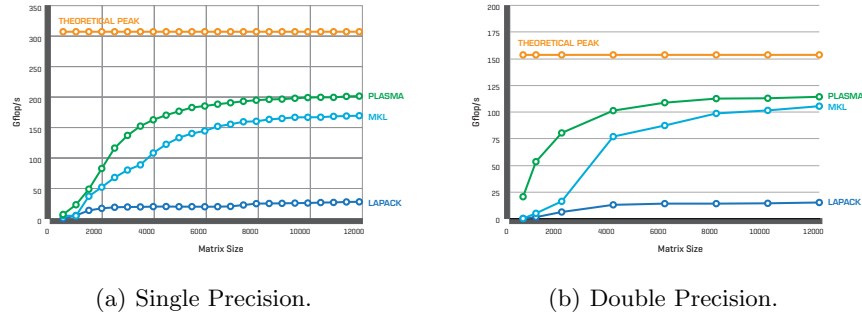 350
300
250
200
150
100
50
0
Gflop/s
THEORETICAL PEAK
PLASMA
MKL
LAPACK
0 2000 4000 6000 8000 10000 12000
Matrix Size
(a) Single Precision.
200
175
150
125
100
75
50
25
0
Gflop/s
THEORETICAL PEAK
PLASMA
MKL
LAPACK
0 2000 4000 6000 8000 10000 12000
Matrix Size
(b) Double Precision.